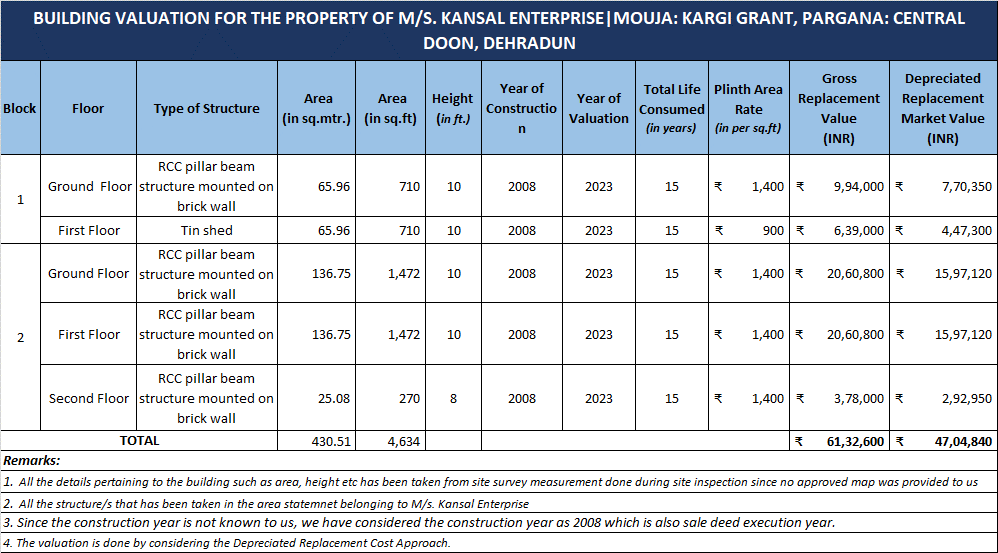 BUILDING VALUATION FOR THE PROPERTY OF M/S. KANSAL ENTERPRISE|MOUJA: KARGI GRANT, PARGANA: CENTRAL
DOON, DEHRADUN
Block Floor Type of Structure Area (in sq.mtr.) Area (in sq.ft) Height (in ft.) Year of Constructio n Year of Valuation Total Life Consumed (in years) Plinth Area Rate (in per sq.ft) Gross Replacement Value (INR) Depreciated Replacement Market Value (INR)
1 Ground Floor RCC pillar beam structure mounted on brick wall 65.96 710 10 2008 2023 15 ₹ 1,400 ₹ 9,94,000 ₹ 7,70,350
First Floor Tin shed 65.96 710 10 2008 2023 15 ₹ 900 ₹ 6,39,000 ₹ 4,47,300
2 Ground Floor RCC pillar beam structure mounted on brick wall 136.75 1,472 10 2008 2023 15 ₹ 1,400 ₹ 20,60,800 ₹ 15,97,120
First Floor RCC pillar beam structure mounted on brick wall 136.75 1,472 10 2008 2023 15 ₹ 1,400 ₹ 20,60,800 ₹ 15,97,120
Second Floor RCC pillar beam structure mounted on brick wall 25.08 270 8 2008 2023 15 ₹ 1,400 ₹ 3,78,000 ₹ 2,92,950
TOTAL 430.51 4,634 ₹ 61,32,600 ₹ 47,04,840
Remarks:
1. All the details pertaining to the building such as area, height etc has been taken from site survey measurement done during site inspection since no approved map was provided to us
2. All the structure/s that has been taken in the area statemnet belonging to M/s. Kansal Enterprise
3. Since the construction year is not known to us, we have considered the construction year as 2008 which is also sale deed execution year.
4. The valuation is done by considering the Depreciated Replacement Cost Approach.